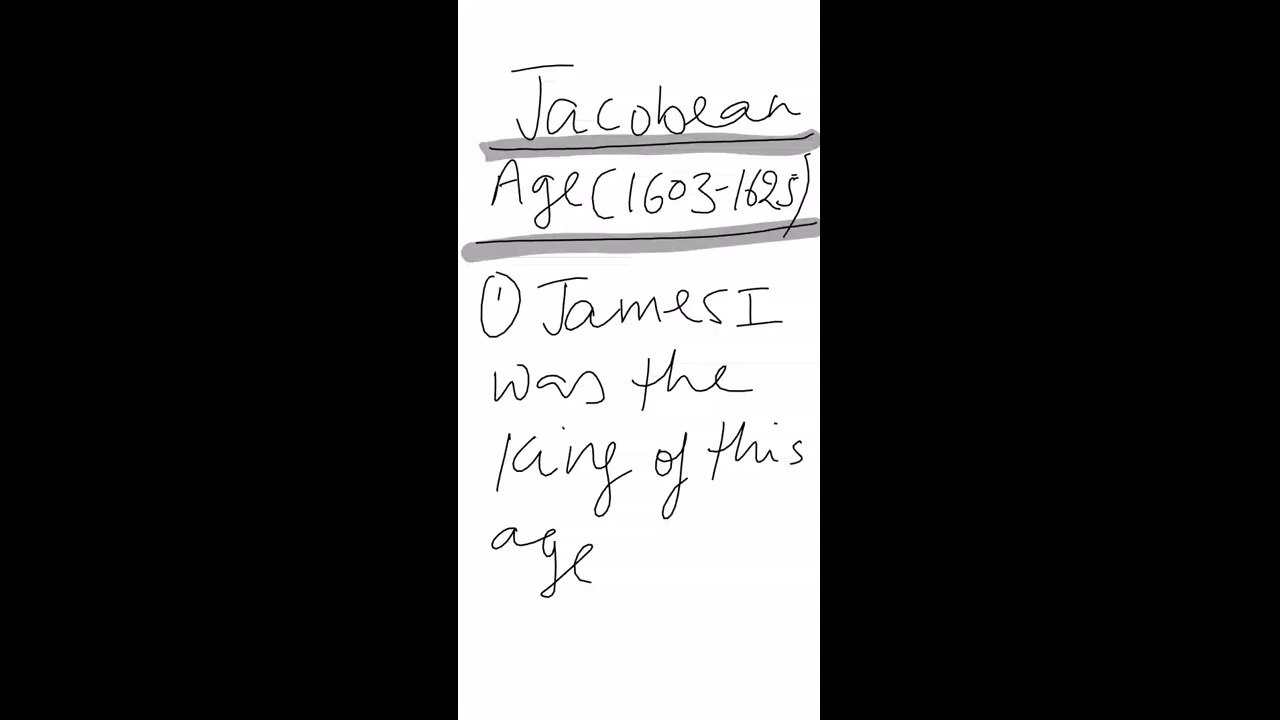 Jacobean
Age (1603-1625)
① James I
was the
King of this
age